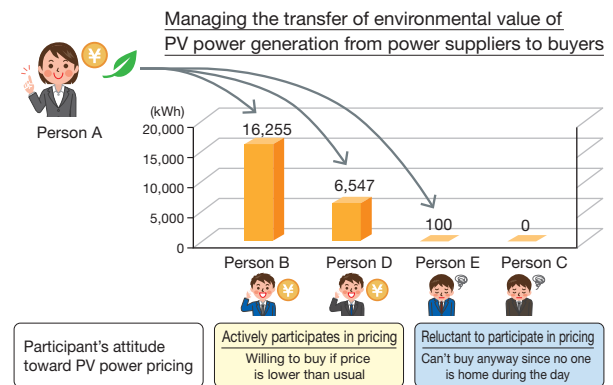 Managing the transfer of environmental value of
PV power generation from power suppliers to buyers
¥
Person A
(kWh)
20,000
15,000
10,000
5,000
0
16,255
6,547
100
0
Person B
Person D
Person E
Person C
¥
¥
Participant's attitude
toward PV power pricing
Actively participates in pricing
Willing to buy if price
is lower than usual
Reluctant to participate in pricing
Can't buy anyway since no one
is home during the day